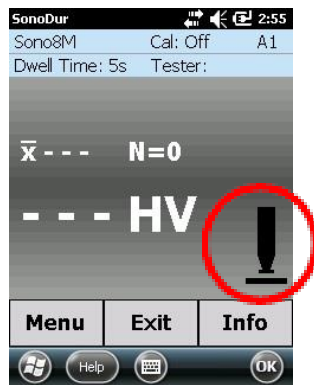 SonoDur 2:55
Sono8M Cal: Off A1
Dwell Time: 5s Tester:
x̅ - - - N=0
- - - HV
Menu Exit Info
Help OK